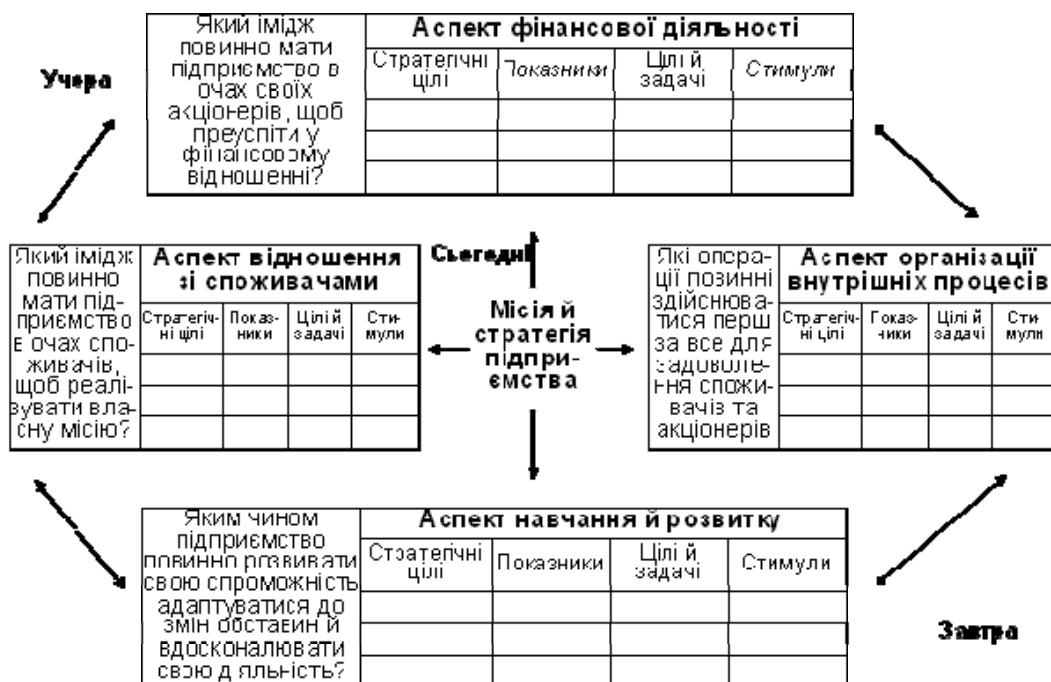 Який імідж
повинно мати
підприємство в
очах своїх
акціонерів, щоб
преуспіти у
фінансовому
відношенні?
Аспект фінансової діяльності
Стратегічні
цілі
Показники
Цілі й
задачі
Стимули
Учера
Який імідж
повинно
мати під-
приємство
в очах спо-
живачів,
щоб реалі-
зувати вла-
сну місію?
Аспект відношення
зі споживачами
Стратегіч-
ні цілі
Показ-
ники
Цілі й
задачі
Сти-
мули
Сьегодні
Місія й
стратегія
підпри-
ємства
Які опера-
ції повинні
здійснюва-
тися перш
за все для
задоволе-
ння спожи-
вачів та
акціонерів
Аспект організації
внутрішніх процесів
Стратегіч-
ні цілі
Показ-
ники
Цілі й
задачі
Сти-
мули
Яким чином
підприємство
повинно розвивати
свою спроможність
адаптуватися до
змін обставин й
вдосконалювати
свою діяльність?
Аспект навчання й розвитку
Стратегічні
цілі
Показники
Цілі й
задачі
Стимули
Завтра